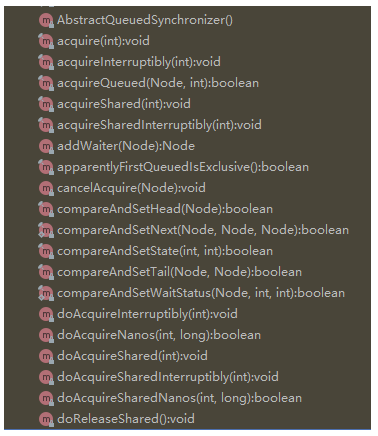 AbstractQueuedSynchronizer()
acquire(int):void
acquireInterruptibly(int):void
acquireQueued(Node, int):boolean
acquireShared(int):void
acquireSharedInterruptibly(int):void
addWaiter(Node):Node
apparentlyFirstQueuedIsExclusive():boolean
cancelAcquire(Node):void
compareAndSetHead(Node):boolean
compareAndSetNext(Node, Node, Node):boolean
compareAndSetState(int, int):boolean
compareAndSetTail(Node, Node):boolean
compareAndSetWaitStatus(Node, int, int):boolean
doAcquireInterruptibly(int):void
doAcquireNanos(int, long):boolean
doAcquireShared(int):void
doAcquireSharedInterruptibly(int):void
doAcquireSharedNanos(int, long):boolean
doReleaseShared():void